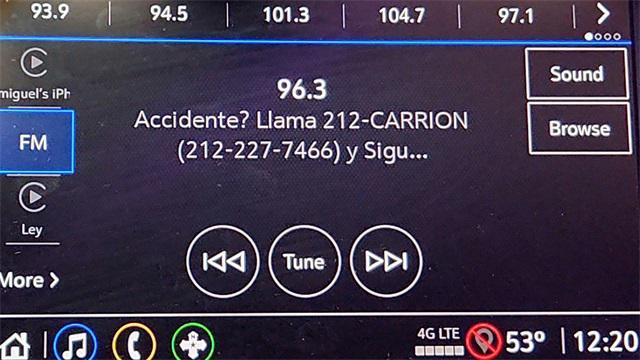 93.9 94.5 101.3 104.7 97.1
miguel's iPh
FM
Ley
More
96.3
Accidente? Llama 212-CARRION
(212-227-7466) y Sigu...
Sound
Browse
Tune
4G LTE 53° 12:20